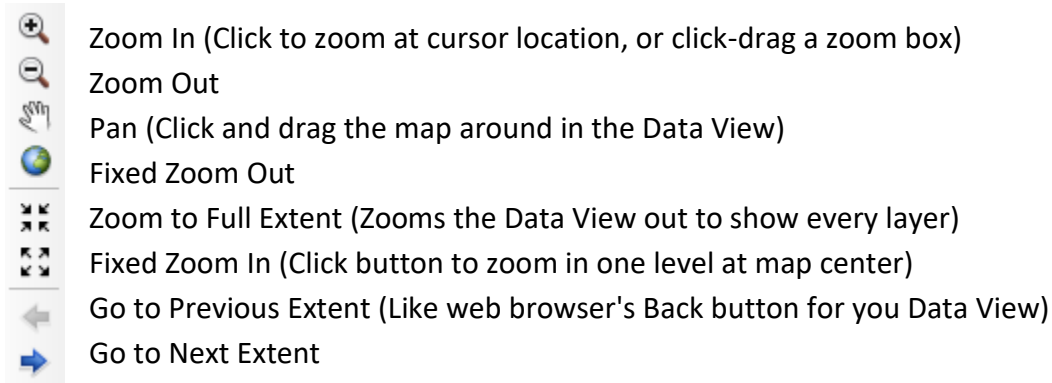 Zoom In (Click to zoom at cursor location, or click-drag a zoom box)
Zoom Out
Pan (Click and drag the map around in the Data View)
Fixed Zoom Out
Zoom to Full Extent (Zooms the Data View out to show every layer)
Fixed Zoom In (Click button to zoom in one level at map center)
Go to Previous Extent (Like web browser's Back button for you Data View)
Go to Next Extent